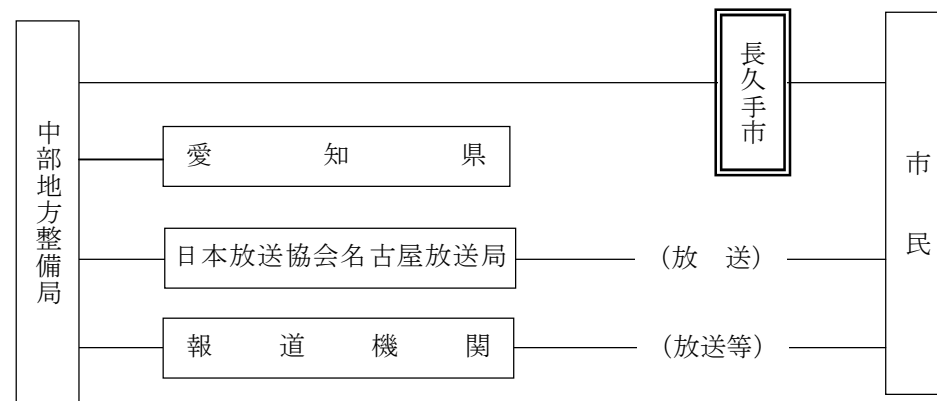 中部地方整備局
長久手市
市民
愛知県
日本放送協会名古屋放送局
（放　送）
報道機関
（放送等）